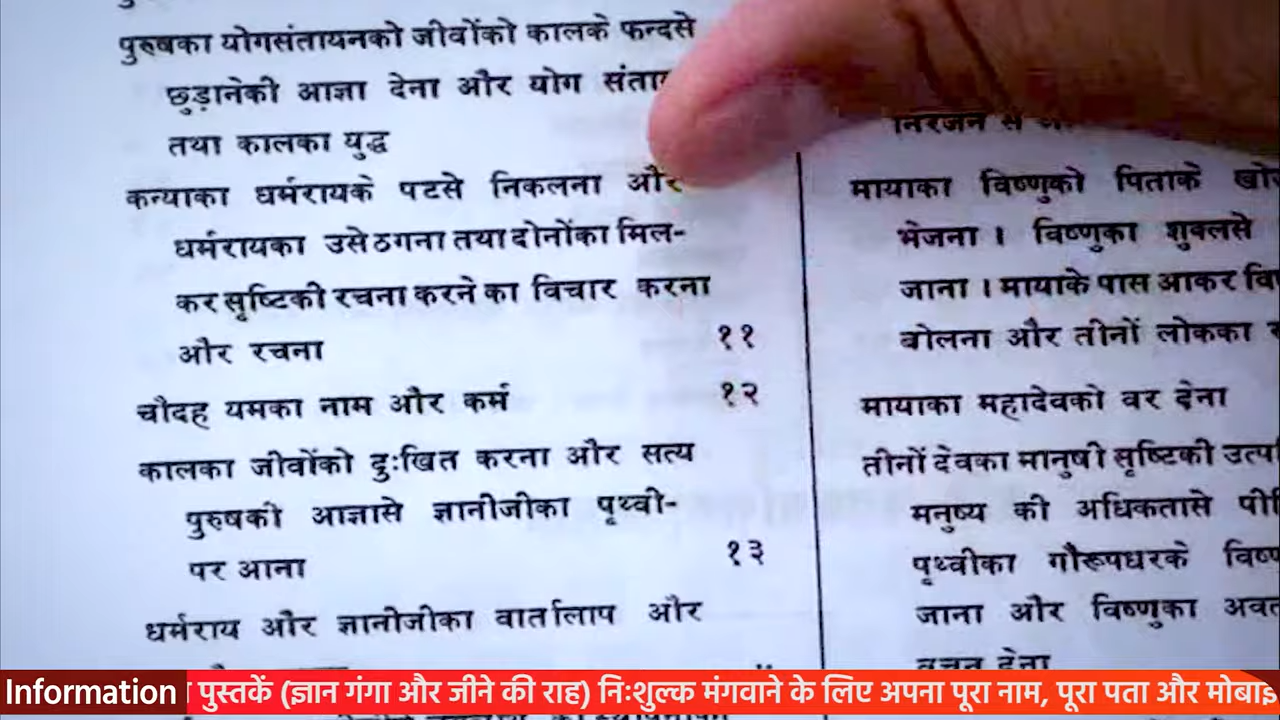 पुरुषका योगसंतायनको जीवोंको कालके फन्दसे
छुड़ानेकी आज्ञा देना और योग
तथा कालका युद्ध
कन्याका धर्मरायके पटसे निकलना और
धर्मरायका उसे ठगना तथा दोनोंका मिल-
कर सृष्टिकी रचना करने का विचार करना
और रचना ११
चौदह यमका नाम और कर्म १२
कालका जीवोंको दुःखित करना और सत्य
पुरुषकी आज्ञासे ज्ञानीजीका पृथ्वी-
पर आना १३
धर्मराय और ज्ञानीजीका वार्तालाप और
निरंजन से
मायाका विष्णुको पिताके
भेजना । विष्णुका शुक्लसे
जाना । मायाके पास आकर
बोलना और तीनों लोकका
मायाका महादेवको वर देना
तीनों देवका मानुषी सृष्टिकी
मनुष्य की अधिकतासे
पृथ्वीका गौरूपधरके
जाना और विष्णुका
वचन देना
Information पुस्तकें (ज्ञान गंगा और जीने की राह) निःशुल्क मंगवाने के लिए अपना पूरा नाम, पूरा पता और मोबाइ